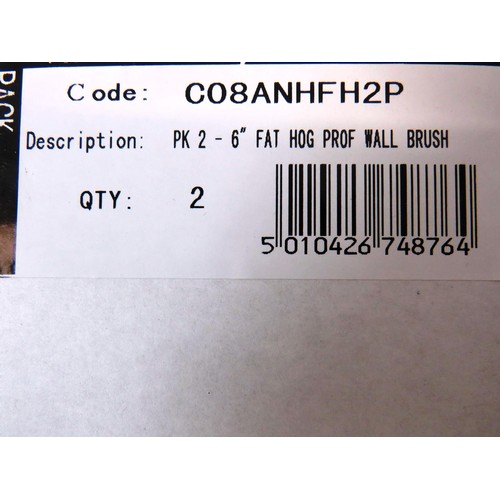 PACK
Code: C08ANHFH2P
Description: PK 2 - 6" FAT HOG PROF WALL BRUSH
QTY: 2
5 010426 748764